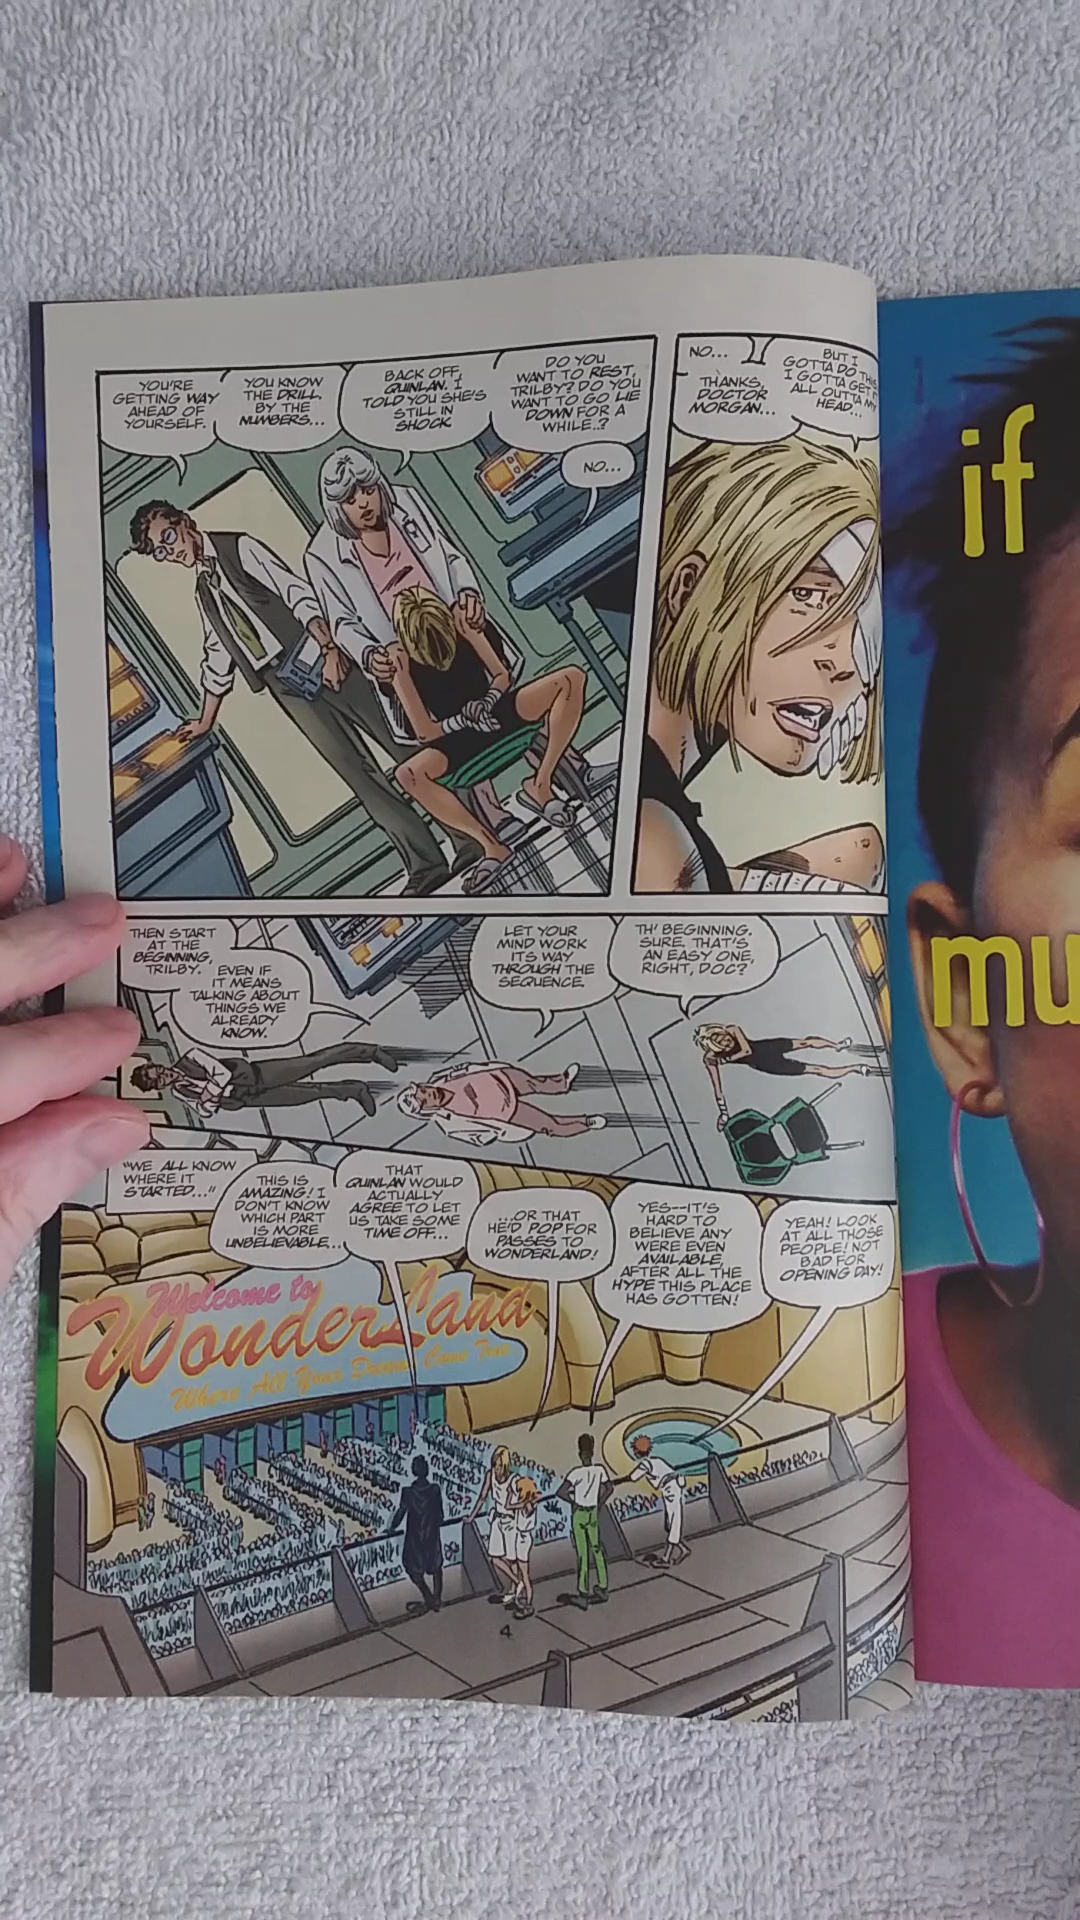 YOU'RE
GETTING WAY
AHEAD OF
YOURSELF.
YOU KNOW
THE DRILL.
BY THE
NUMBERS...
BACK OFF,
QUINLAN. I
TOLD YOU SHE'S
STILL IN
SHOCK.
DO YOU
WANT TO REST,
TRILBY? DO YOU
WANT TO GO LIE
DOWN FOR A
WHILE..?
NO...
NO...
THANKS,
DOCTOR
MORGAN...
BUT I
GOTTA DO THIS.
I GOTTA GET IT
ALL OUTTA MY
HEAD...
THEN START
AT THE
BEGINNING,
TRILBY.
EVEN IF
IT MEANS
TALKING ABOUT
THINGS WE
ALREADY
KNOW.
LET YOUR
MIND WORK
ITS WAY
THROUGH THE
SEQUENCE.
TH' BEGINNING.
SURE. THAT'S
AN EASY ONE,
RIGHT, DOC?
"WE ALL KNOW
WHERE IT
STARTED..."
THIS IS
AMAZING! I
DON'T KNOW
WHICH PART
IS MORE
UNBELIEVABLE...
THAT
QUINLAN WOULD
ACTUALLY
AGREE TO LET
US TAKE SOME
TIME OFF...
...OR THAT
HE'D POP FOR
PASSES TO
WONDERLAND!
YES--IT'S
HARD TO
BELIEVE ANY
WERE EVEN
AVAILABLE,
AFTER ALL THE
HYPE THIS PLACE
HAS GOTTEN!
YEAH! LOOK
AT ALL THOSE
PEOPLE! NOT
BAD FOR
OPENING DAY!
Welcome to
WonderLand
Where All Your Dreams Come True
4
if
mu